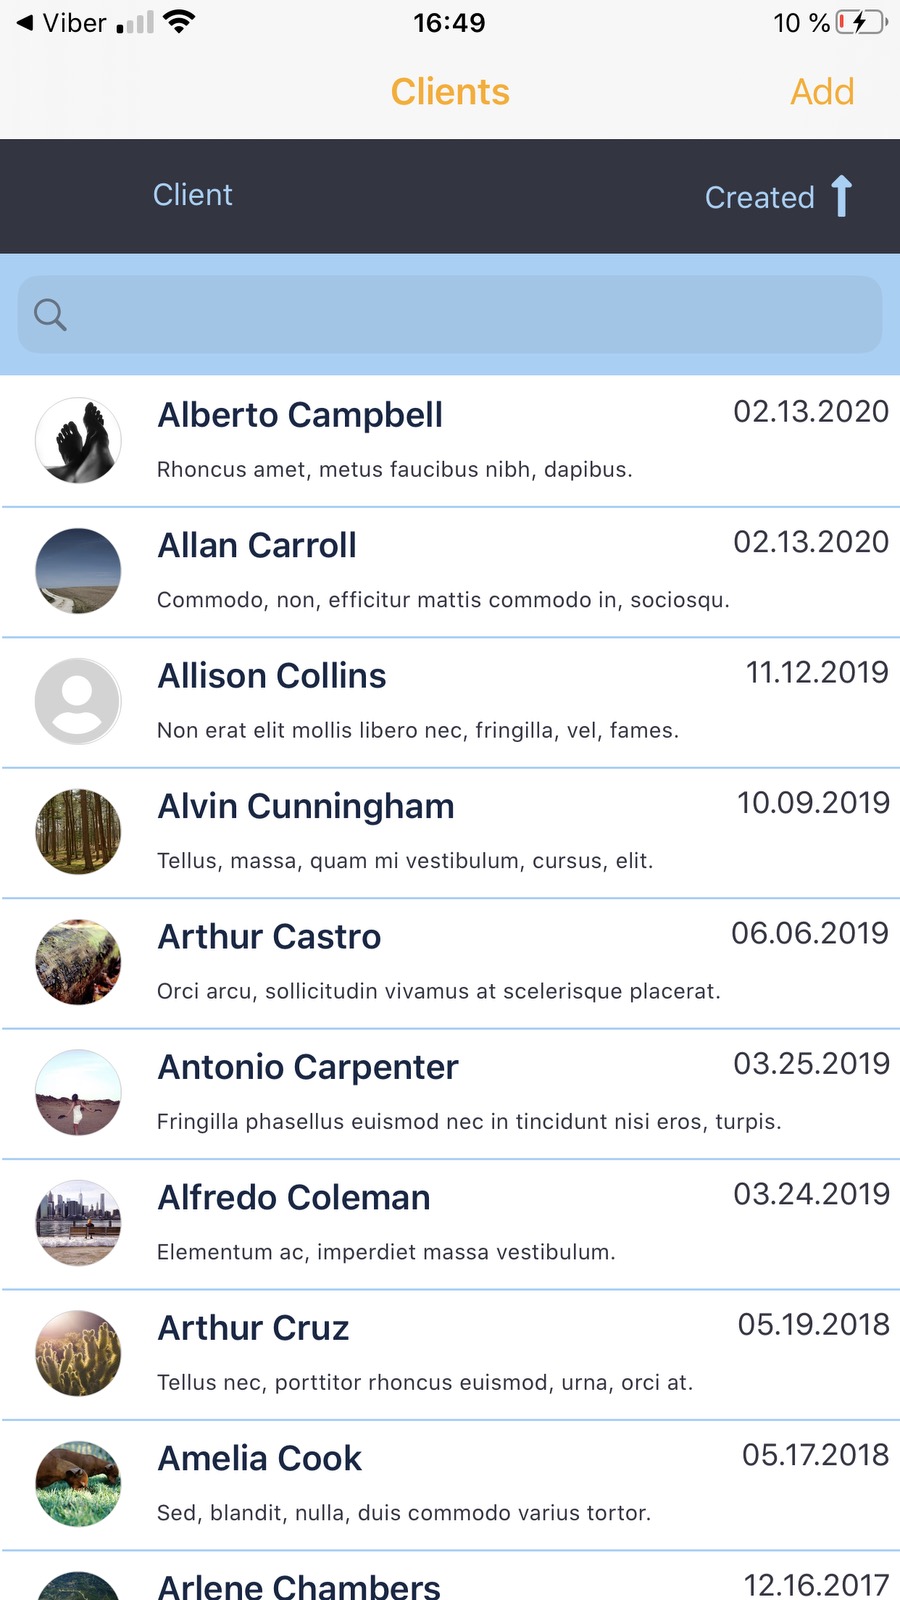 Viber 16:49 10 %
Clients Add
Client Created
Alberto Campbell 02.13.2020
Rhoncus amet, metus faucibus nibh, dapibus.
Allan Carroll 02.13.2020
Commodo, non, efficitur mattis commodo in, sociosqu.
Allison Collins 11.12.2019
Non erat elit mollis libero nec, fringilla, vel, fames.
Alvin Cunningham 10.09.2019
Tellus, massa, quam mi vestibulum, cursus, elit.
Arthur Castro 06.06.2019
Orci arcu, sollicitudin vivamus at scelerisque placerat.
Antonio Carpenter 03.25.2019
Fringilla phasellus euismod nec in tincidunt nisi eros, turpis.
Alfredo Coleman 03.24.2019
Elementum ac, imperdiet massa vestibulum.
Arthur Cruz 05.19.2018
Tellus nec, porttitor rhoncus euismod, urna, orci at.
Amelia Cook 05.17.2018
Sed, blandit, nulla, duis commodo varius tortor.
Arlene Chambers 12.16.2017